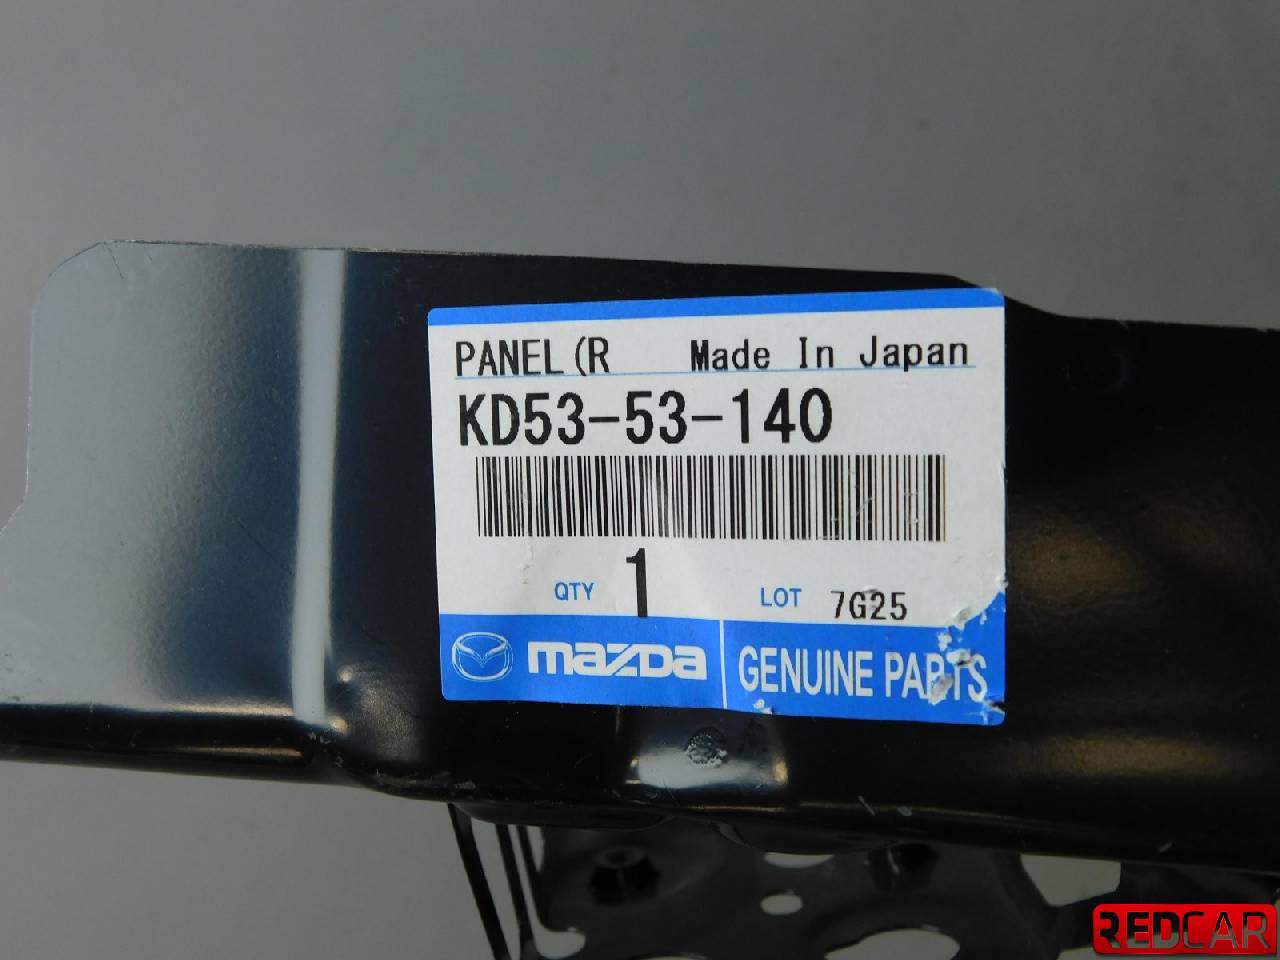 PANEL(R Made In Japan
KD53-53-140
QTY 1 LOT 7G25
mazda GENUINE PARTS
REDCAR